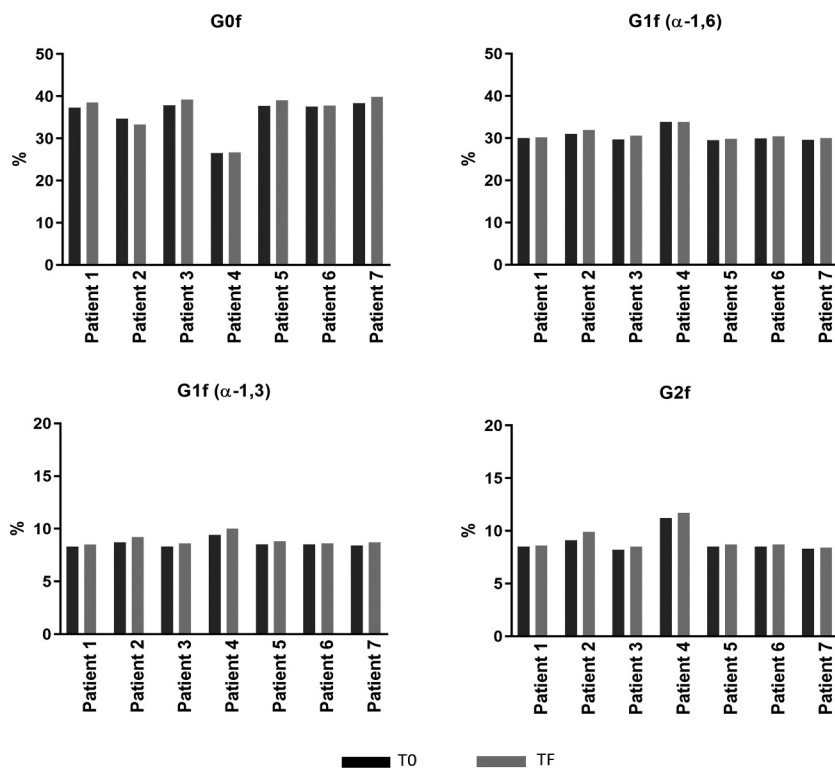 G0f
50
40
30
20
10
0
%
Patient 1
Patient 2
Patient 3
Patient 4
Patient 5
Patient 6
Patient 7
G1f (α-1,6)
50
40
30
20
10
0
%
Patient 1
Patient 2
Patient 3
Patient 4
Patient 5
Patient 6
Patient 7
G1f (α-1,3)
20
15
10
5
0
%
Patient 1
Patient 2
Patient 3
Patient 4
Patient 5
Patient 6
Patient 7
G2f
20
15
10
5
0
%
Patient 1
Patient 2
Patient 3
Patient 4
Patient 5
Patient 6
Patient 7
T0 TF